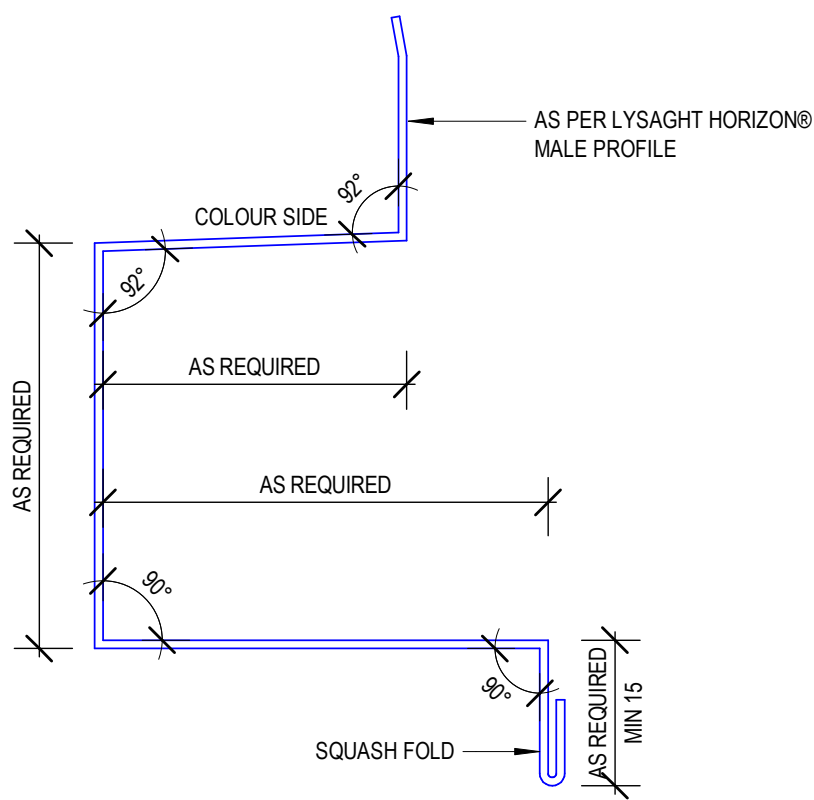 AS PER LYSAGHT HORIZON®
MALE PROFILE
92°
COLOUR SIDE
92°
AS REQUIRED
AS REQUIRED
AS REQUIRED
90°
90°
AS REQUIRED
MIN 15
SQUASH FOLD